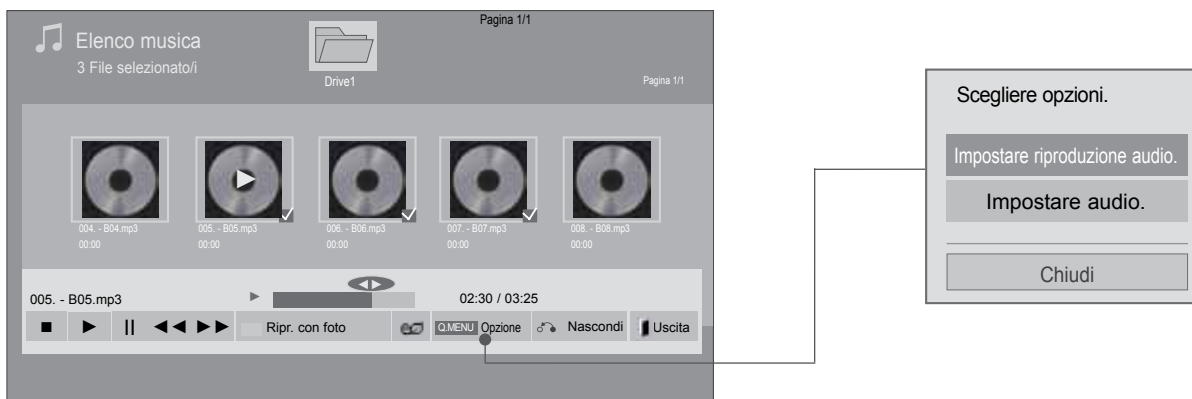 Pagina 1/1
Elenco musica
3 File selezionato/i
Drive1
Pagina 1/1
004. - B04.mp3
00:00
005. - B05.mp3
00:00
006. - B06.mp3
00:00
007. - B07.mp3
00:00
008. - B08.mp3
00:00
005. - B05.mp3
02:30 / 03:25
Ripr. con foto
Q.MENU Opzione
Nascondi
Uscita
Scegliere opzioni.
Impostare riproduzione audio.
Impostare audio.
Chiudi